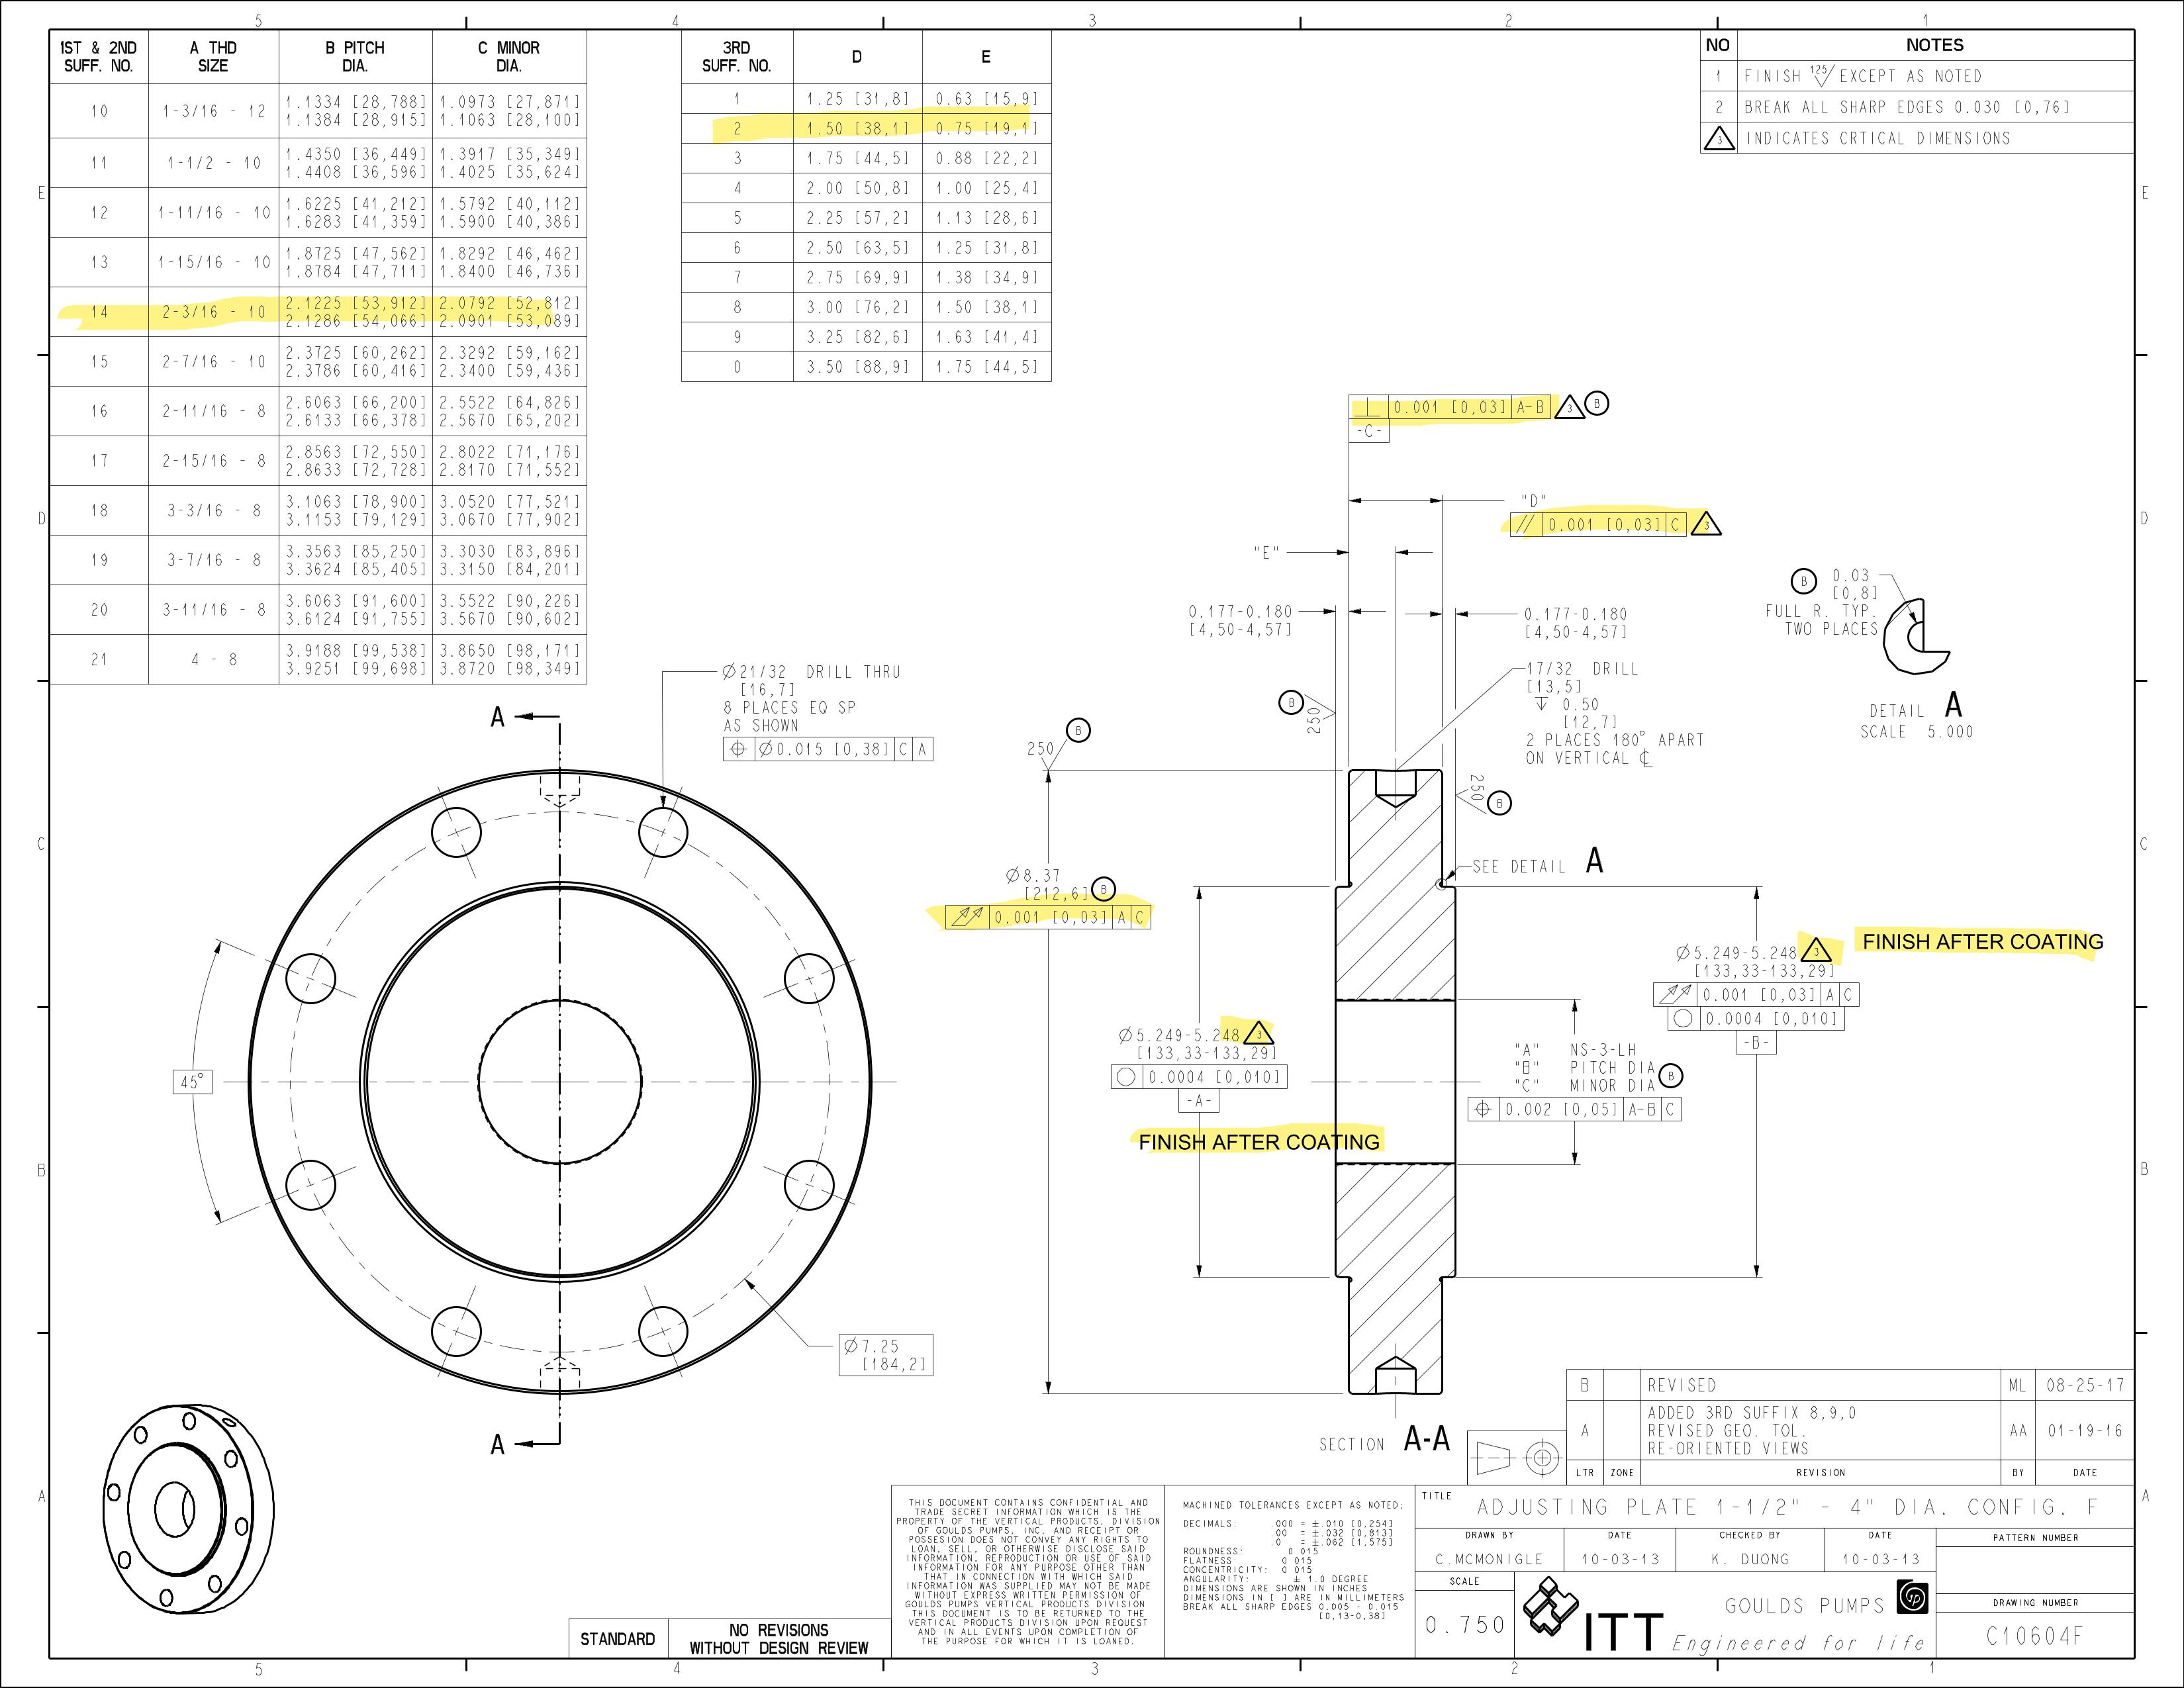 5 4 3 2 1
1ST & 2ND SUFF. NO. A THD SIZE B PITCH DIA. C MINOR DIA.
10 1-3/16 - 12 1.1334 [28,788] 1.0973 [27,871]
1.1384 [28,915] 1.1063 [28,100]
11 1-1/2 - 10 1.4350 [36,449] 1.3917 [35,349]
1.4408 [36,596] 1.4025 [35,624]
12 1-11/16 - 10 1.6225 [41,212] 1.5792 [40,112]
1.6283 [41,359] 1.5900 [40,386]
13 1-15/16 - 10 1.8725 [47,562] 1.8292 [46,462]
1.8784 [47,711] 1.8400 [46,736]
14 2-3/16 - 10 2.1225 [53,912] 2.0792 [52,812]
2.1286 [54,066] 2.0901 [53,089]
15 2-7/16 - 10 2.3725 [60,262] 2.3292 [59,162]
2.3786 [60,416] 2.3400 [59,436]
16 2-11/16 - 8 2.6063 [66,200] 2.5522 [64,826]
2.6133 [66,378] 2.5670 [65,202]
17 2-15/16 - 8 2.8563 [72,550] 2.8022 [71,176]
2.8633 [72,728] 2.8170 [71,552]
18 3-3/16 - 8 3.1063 [78,900] 3.0520 [77,521]
3.1153 [79,129] 3.0670 [77,902]
19 3-7/16 - 8 3.3563 [85,250] 3.3030 [83,896]
3.3624 [85,405] 3.3150 [84,201]
20 3-11/16 - 8 3.6063 [91,600] 3.5522 [90,226]
3.6124 [91,755] 3.5670 [90,602]
21 4 - 8 3.9188 [99,538] 3.8650 [98,171]
3.9251 [99,698] 3.8720 [98,349]
3RD SUFF. NO. D E
1 1.25 [31,8] 0.63 [15,9]
2 1.50 [38,1] 0.75 [19,1]
3 1.75 [44,5] 0.88 [22,2]
4 2.00 [50,8] 1.00 [25,4]
5 2.25 [57,2] 1.13 [28,6]
6 2.50 [63,5] 1.25 [31,8]
7 2.75 [69,9] 1.38 [34,9]
8 3.00 [76,2] 1.50 [38,1]
9 3.25 [82,6] 1.63 [41,4]
0 3.50 [88,9] 1.75 [44,5]
NO NOTES
1 FINISH 125 EXCEPT AS NOTED
2 BREAK ALL SHARP EDGES 0.030 [0,76]
3 INDICATES CRTICAL DIMENSIONS
E E
D D
C C
B B
A A
⊥ 0.001 [0,03] A-B 3 B
-C-
"D"
// 0.001 [0,03] C 3
"E"
0.177-0.180
[4,50-4,57]
0.177-0.180
[4,50-4,57]
B 0.03
[0,8]
FULL R. TYP.
TWO PLACES
DETAIL A
SCALE 5.000
17/32 DRILL
[13,5]
↧ 0.50
[12,7]
2 PLACES 180° APART
ON VERTICAL ℄
B 250
250 B
250 B
Ø21/32 DRILL THRU
[16,7]
8 PLACES EQ SP
AS SHOWN
⌖ Ø0.015 [0,38] C A
A
A
45°
Ø7.25
[184,2]
SEE DETAIL A
Ø8.37
[212,6] B
⌰ 0.001 [0,03] A C
Ø5.249-5.248 3
[133,33-133,29]
○ 0.0004 [0,010]
-A-
FINISH AFTER COATING
Ø5.249-5.248 3
[133,33-133,29]
⌰ 0.001 [0,03] A C
○ 0.0004 [0,010]
-B-
FINISH AFTER COATING
"A" NS-3-LH
"B" PITCH DIA
"C" MINOR DIA B
⌖ 0.002 [0,05] A-B C
SECTION A-A
B REVISED ML 08-25-17
A ADDED 3RD SUFFIX 8,9,0
REVISED GEO. TOL.
RE-ORIENTED VIEWS AA 01-19-16
LTR ZONE REVISION BY DATE
THIS DOCUMENT CONTAINS CONFIDENTIAL AND
TRADE SECRET INFORMATION WHICH IS THE
PROPERTY OF THE VERTICAL PRODUCTS, DIVISION
OF GOULDS PUMPS, INC. AND RECEIPT OR
POSSESION DOES NOT CONVEY ANY RIGHTS TO
LOAN, SELL, OR OTHERWISE DISCLOSE SAID
INFORMATION, REPRODUCTION OR USE OF SAID
INFORMATION FOR ANY PURPOSE OTHER THAN
THAT IN CONNECTION WITH WHICH SAID
INFORMATION WAS SUPPLIED MAY NOT BE MADE
WITHOUT EXPRESS WRITTEN PERMISSION OF
GOULDS PUMPS VERTICAL PRODUCTS DIVISION
THIS DOCUMENT IS TO BE RETURNED TO THE
VERTICAL PRODUCTS DIVISION UPON REQUEST
AND IN ALL EVENTS UPON COMPLETION OF
THE PURPOSE FOR WHICH IT IS LOANED.
MACHINED TOLERANCES EXCEPT AS NOTED:
DECIMALS: .000 = ±.010 [0,254]
.00 = ±.032 [0,813]
.0 = ±.062 [1,575]
ROUNDNESS: 0.015
FLATNESS: 0.015
CONCENTRICITY: 0.015
ANGULARITY: ± 1.0 DEGREE
DIMENSIONS ARE SHOWN IN INCHES
DIMENSIONS IN [ ] ARE IN MILLIMETERS
BREAK ALL SHARP EDGES 0.005 - 0.015
[0,13-0,38]
TITLE ADJUSTING PLATE 1-1/2" - 4" DIA. CONFIG. F
DRAWN BY DATE CHECKED BY DATE PATTERN NUMBER
C.MCMONIGLE 10-03-13 K. DUONG 10-03-13
SCALE
0.750
ITT
GOULDS PUMPS gp
Engineered for life
DRAWING NUMBER
C10604F
STANDARD
NO REVISIONS
WITHOUT DESIGN REVIEW
5 4 3 2 1